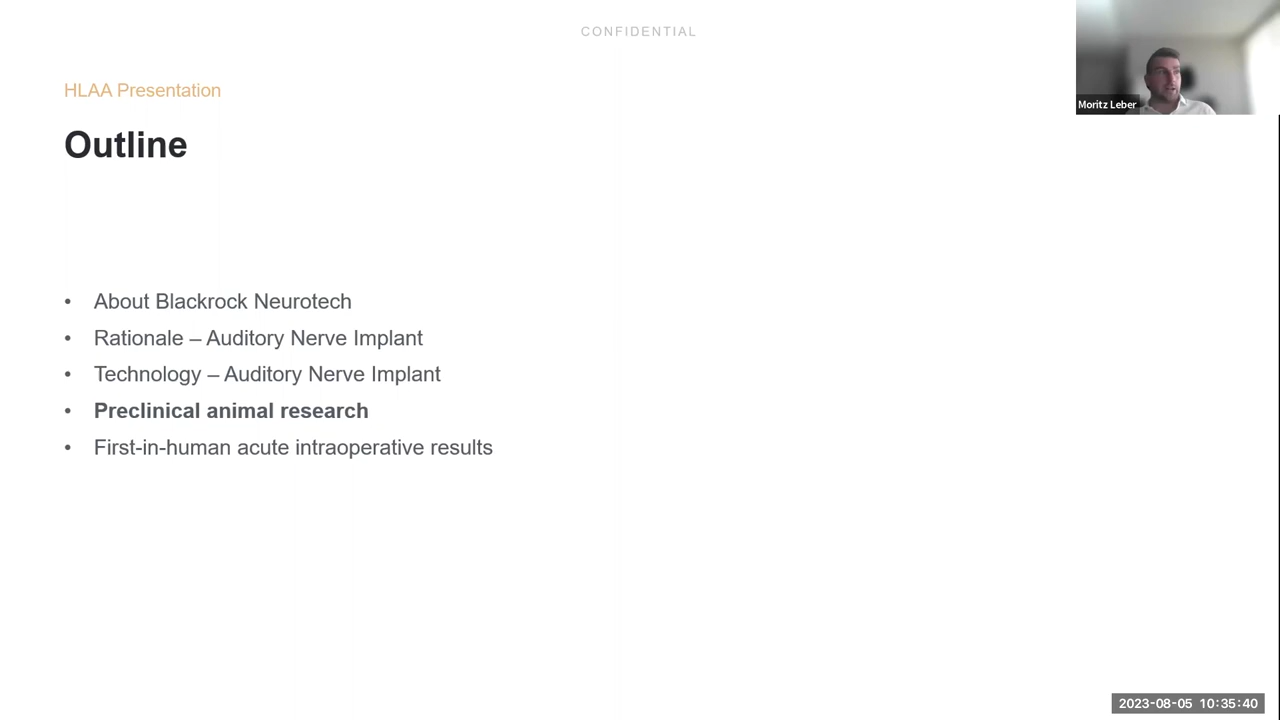 CONFIDENTIAL
Moritz Leber
HLAA Presentation
Outline
• About Blackrock Neurotech
• Rationale – Auditory Nerve Implant
• Technology – Auditory Nerve Implant
• Preclinical animal research
• First-in-human acute intraoperative results
2023-08-05 10:35:40